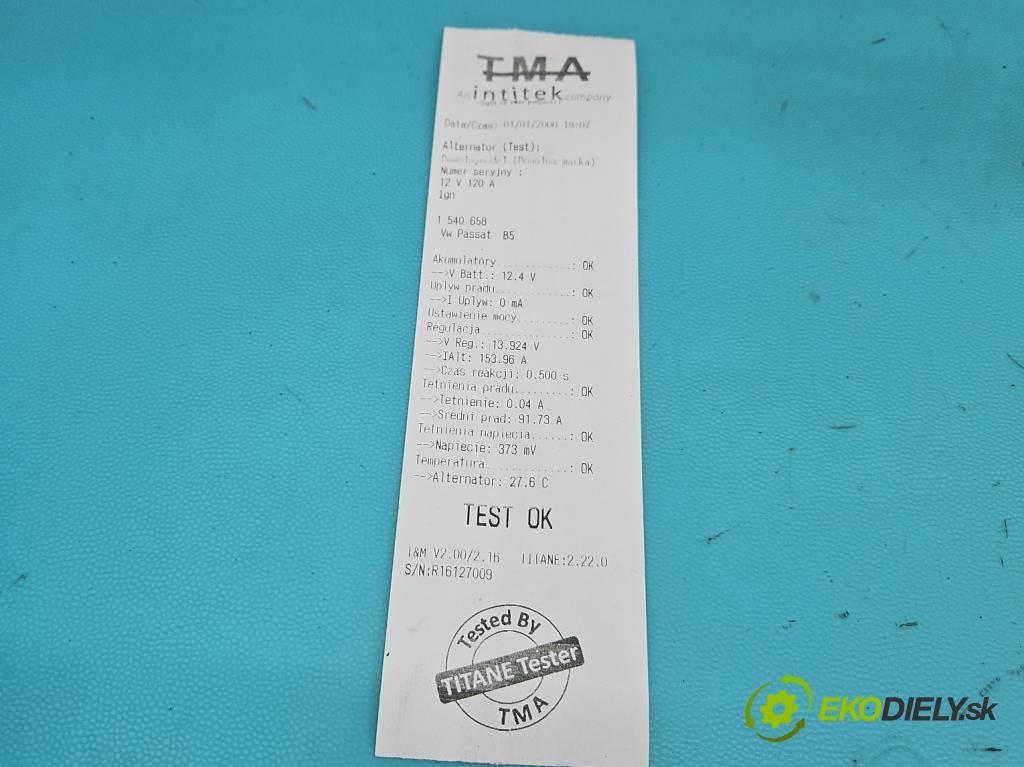 TMA
An intitek company
Data/Czas: 01/01/2000 19:07
Alternator (Test):
(Dowolna marka)
Numer seryjny :
12 V 120 A
Ign
1 540 658
Vw Passat B5
Akumulatory..........: OK
-->V Batt.: 12.4 V
Uplyw pradu..........: OK
-->I Uplyw: 0 mA
Ustawienie mocy.......: OK
Regulacja............: OK
-->V Reg.: 13.924 V
-->IAlt: 153.96 A
-->Czas reakcji: 0.500 s
Tetnienia pradu........: OK
-->Tetnienie: 0.04 A
-->Sredni prad: 91.73 A
Tetnienia napiecia.....: OK
-->Napiecie: 373 mV
Temperatura............: OK
-->Alternator: 27.6 C
TEST OK
T&M V2.00/2.16 TITANE:2.22.0
S/N:R16127009
Tested By
TITANE Tester
TMA
EKODIELY.sk